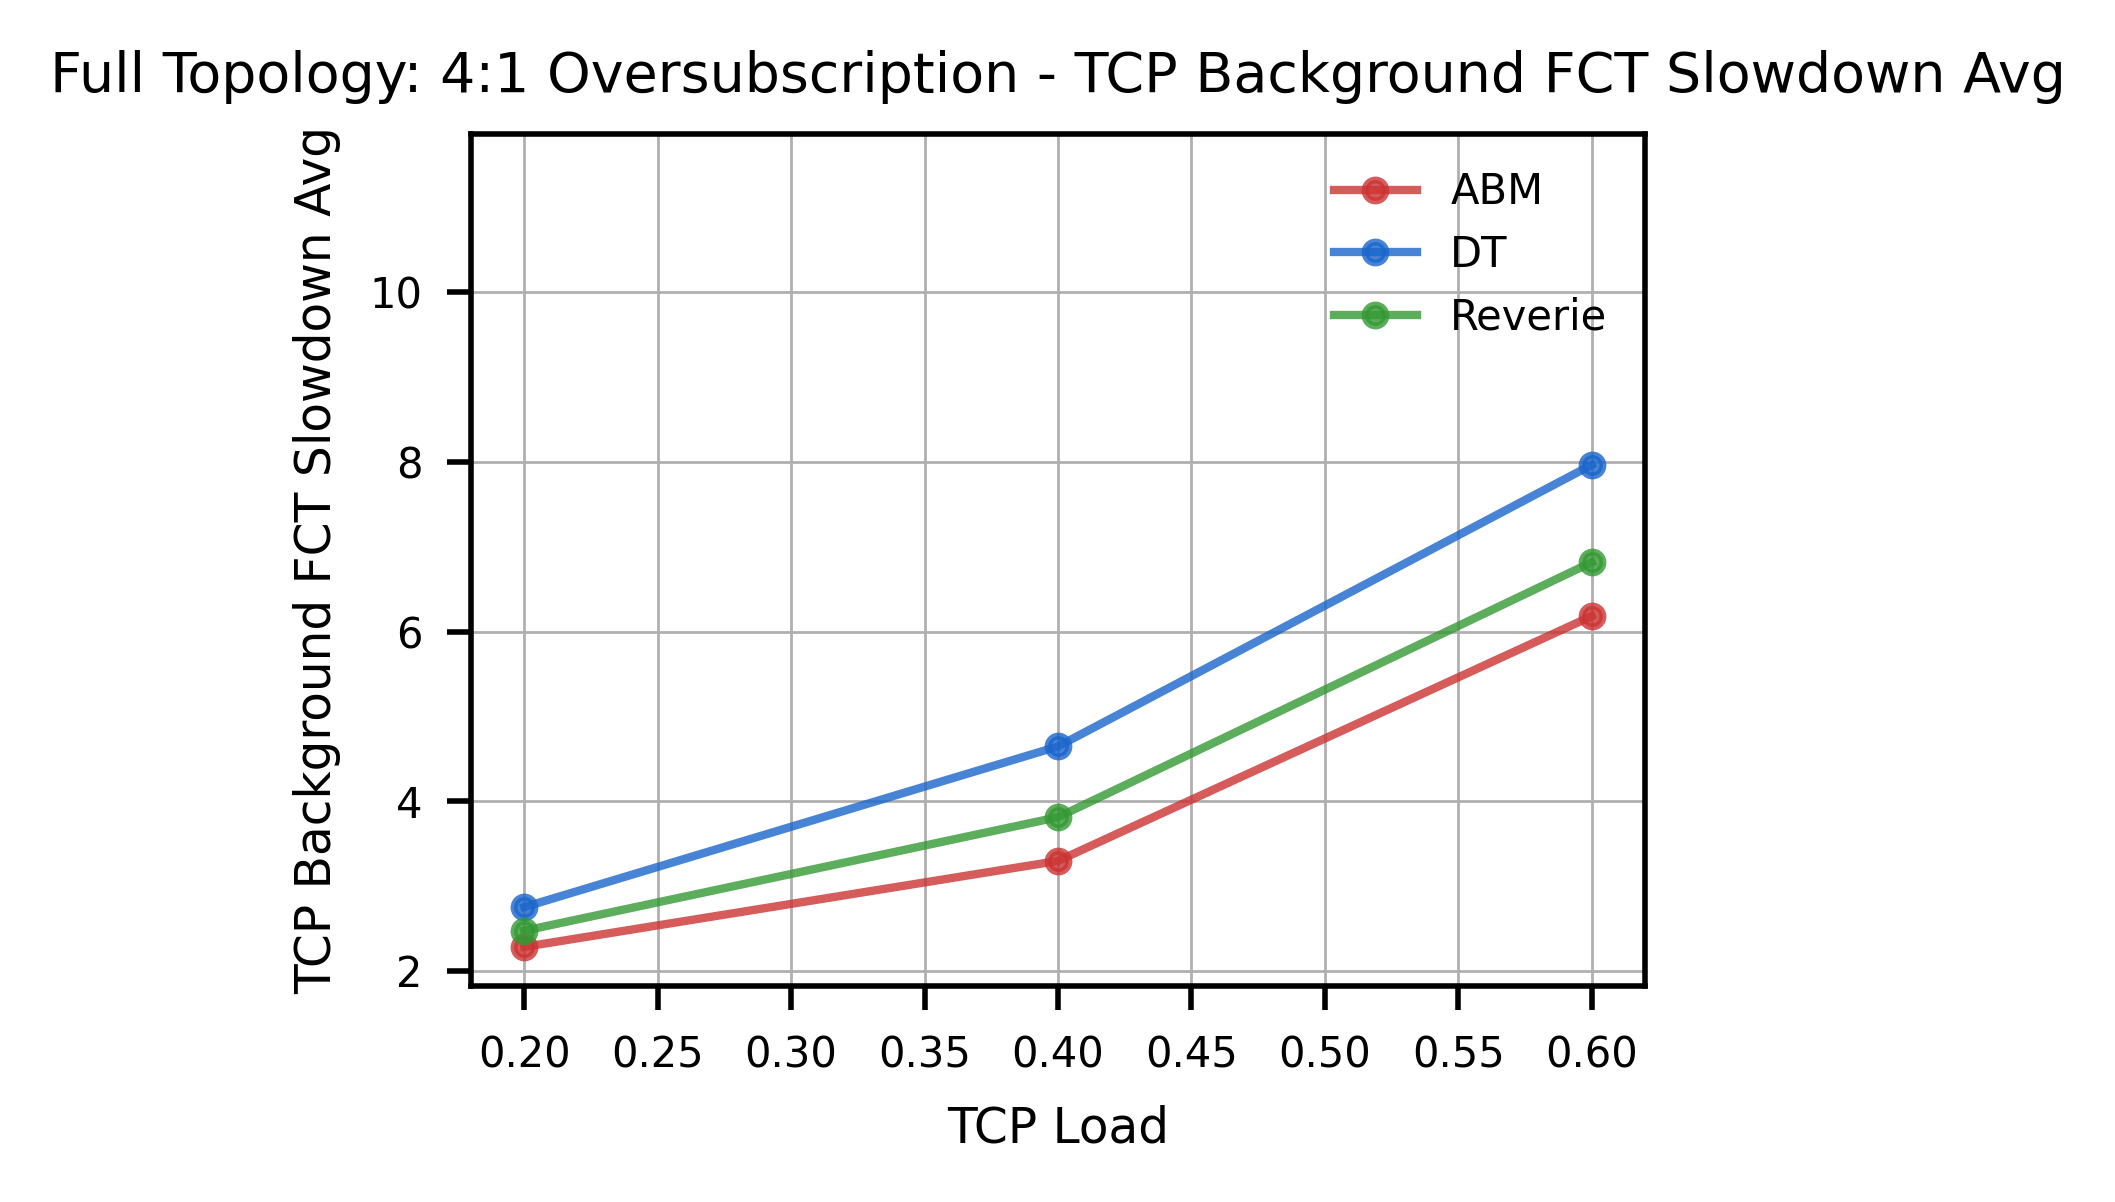 Full Topology: 4:1 Oversubscription - TCP Background FCT Slowdown Avg
TCP Background FCT Slowdown Avg
10
8
6
4
2
ABM
DT
Reverie
0.20 0.25 0.30 0.35 0.40 0.45 0.50 0.55 0.60
TCP Load